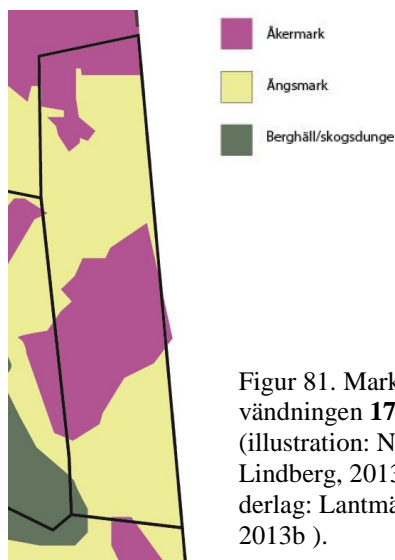 Åkermark
Ängsmark
Berghäll/skogsdunge
Figur 81. Mark
vändningen 17
(illustration: N
Lindberg, 2013
derlag: Lantmä
2013b ).